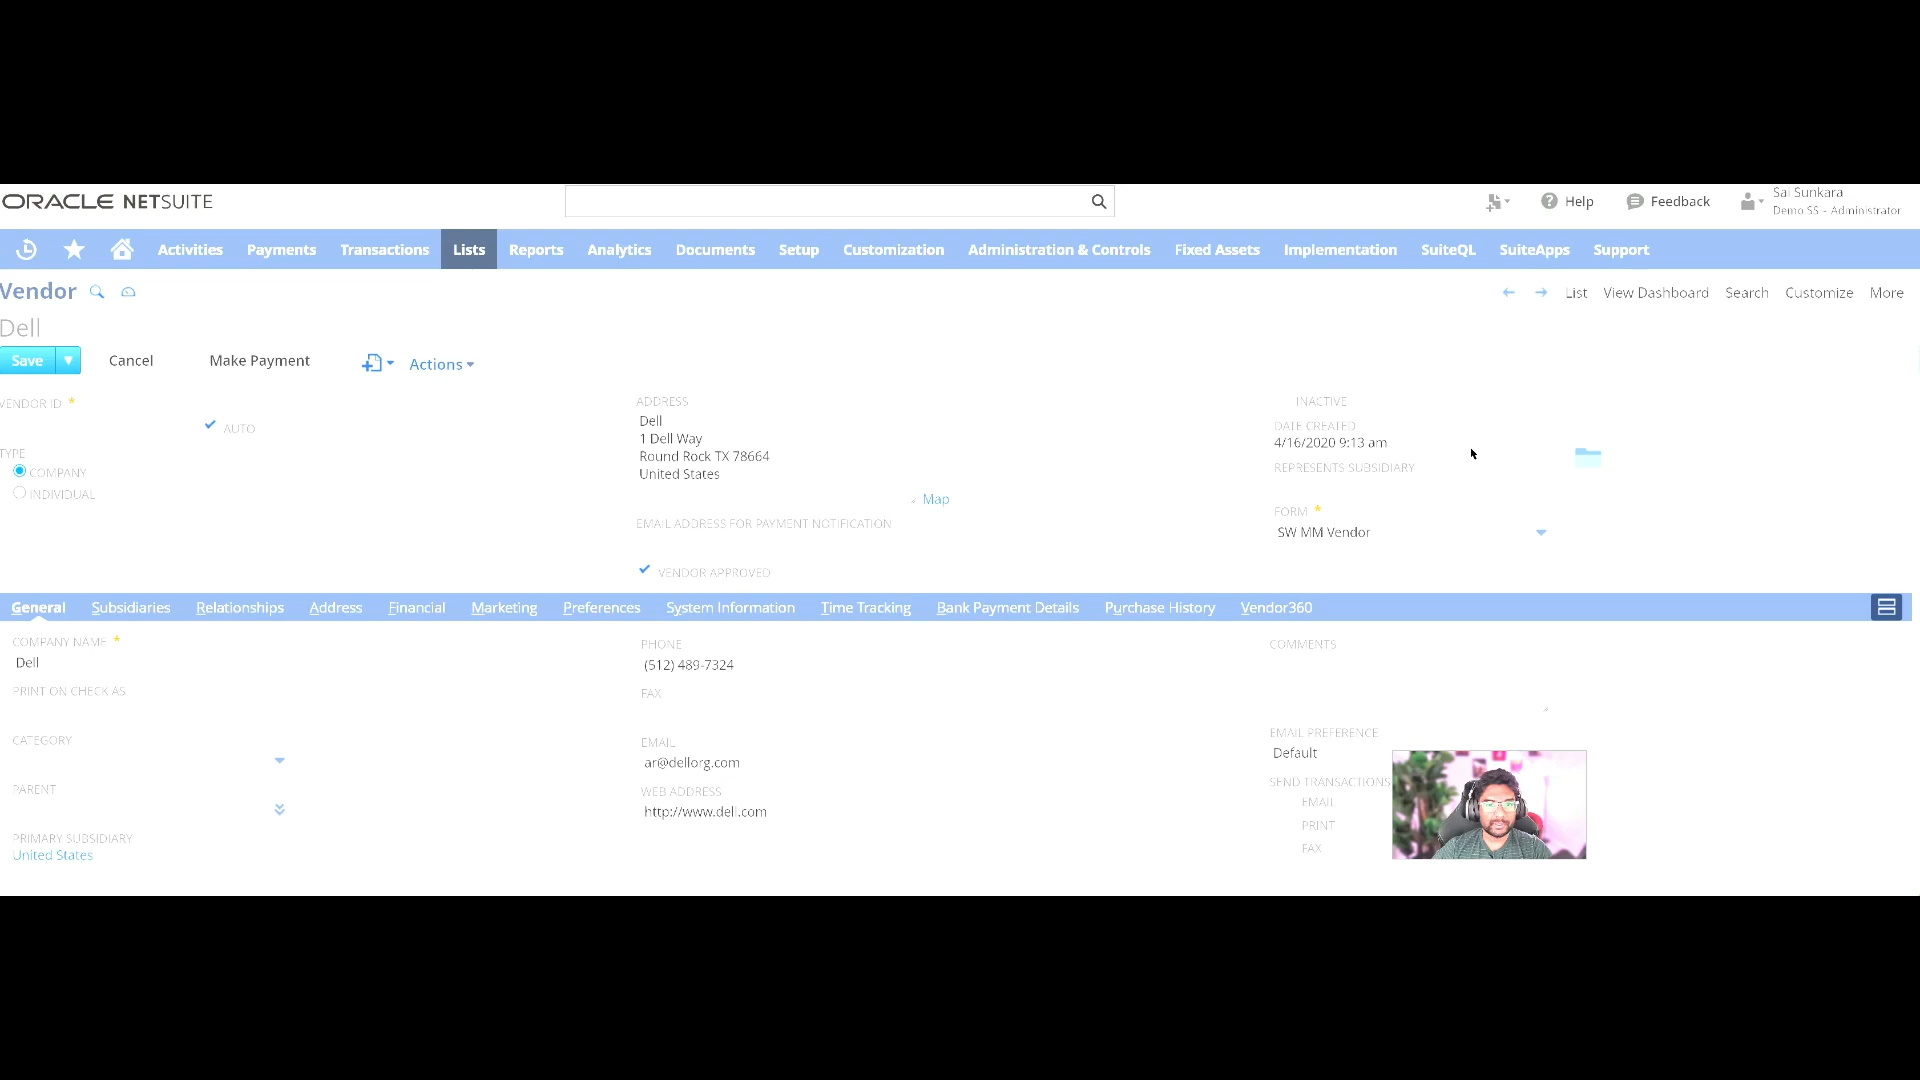 ORACLE NETSUITE
Help
Feedback
Sai Sunkara
Demo SS - Administrator
Activities Payments Transactions Lists Reports Analytics Documents Setup Customization Administration & Controls Fixed Assets Implementation SuiteQL SuiteApps Support
Vendor
List View Dashboard Search Customize More
Dell
Save Cancel Make Payment Actions
VENDOR ID *
AUTO
TYPE
COMPANY
INDIVIDUAL
ADDRESS
Dell
1 Dell Way
Round Rock TX 78664
United States
Map
EMAIL ADDRESS FOR PAYMENT NOTIFICATION
VENDOR APPROVED
INACTIVE
DATE CREATED
4/16/2020 9:13 am
REPRESENTS SUBSIDIARY
FORM *
SW MM Vendor
General Subsidiaries Relationships Address Financial Marketing Preferences System Information Time Tracking Bank Payment Details Purchase History Vendor360
COMPANY NAME *
Dell
PRINT ON CHECK AS
CATEGORY
PARENT
PRIMARY SUBSIDIARY
United States
PHONE
(512) 489-7324
FAX
EMAIL
ar@dellorg.com
WEB ADDRESS
http://www.dell.com
COMMENTS
EMAIL PREFERENCE
Default
SEND TRANSACTIONS
EMAIL
PRINT
FAX